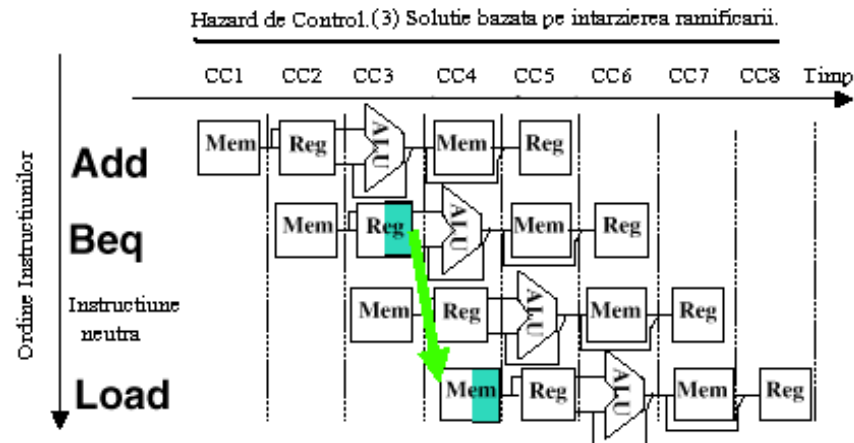 Hazard de Control.(3) Solutie bazata pe intarzierea ramificarii.
CC1 CC2 CC3 CC4 CC5 CC6 CC7 CC8 Timp
Ordine Instructiunilor
Add Mem Reg ALU Mem Reg
Beq Mem Reg ALU Mem Reg
Instructiune
neutra
Mem Reg ALU Mem Reg
Load Mem Reg ALU Mem Reg